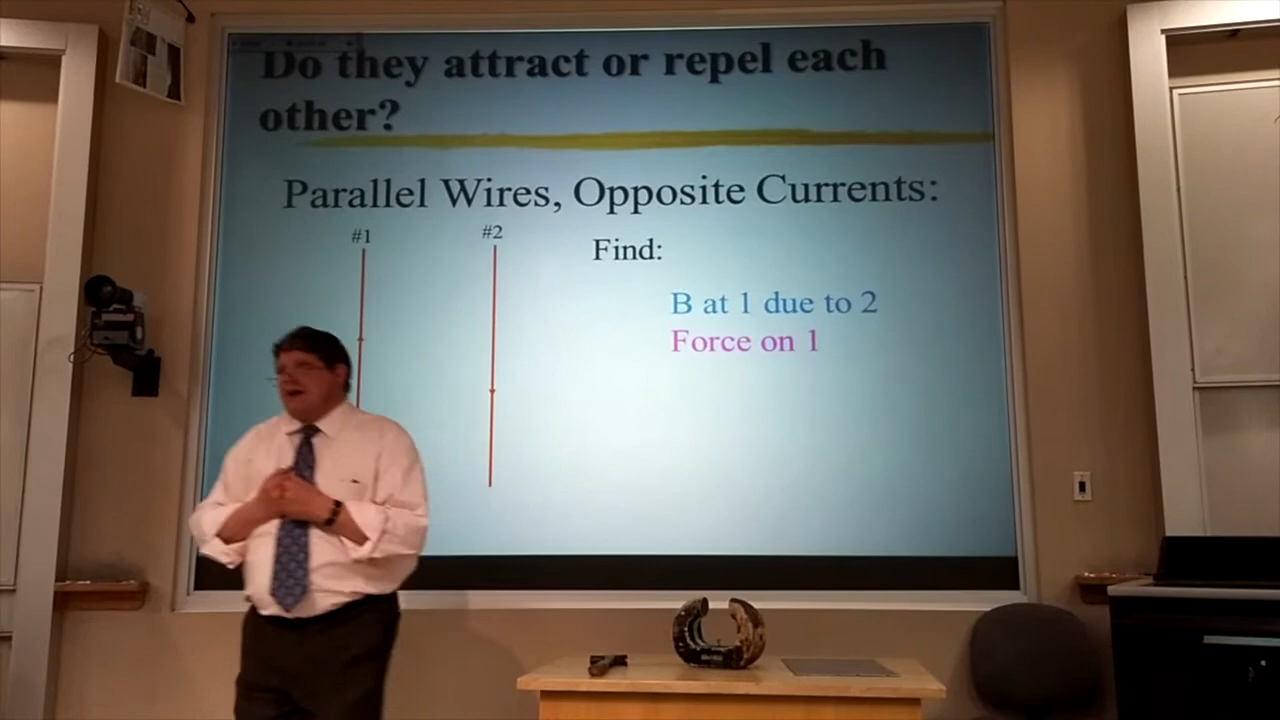 Do they attract or repel each
other?
Parallel Wires, Opposite Currents:
#1
#2
Find:
B at 1 due to 2
Force on 1